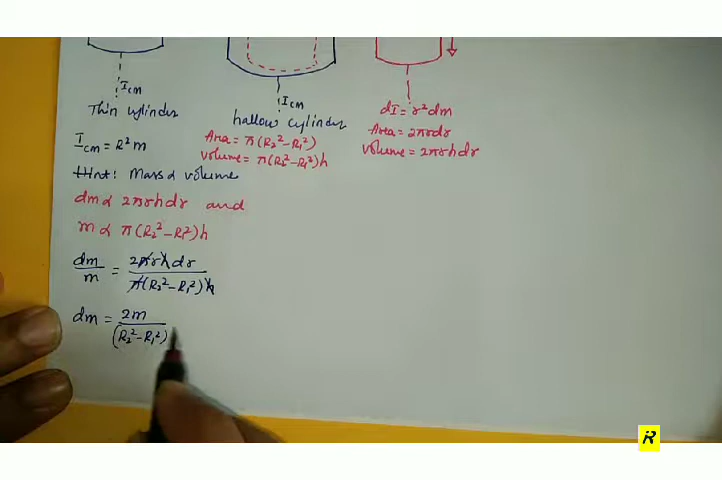 Icm
Thin cylinder
Icm = R²m
Icm
hallow cylinder
Area = π(R₂² - R₁²)
volume = π(R₂² - R₁²)h
dI = r²dm
Area = 2πrdr
Volume = 2πrhdr
Hint: Mass ∝ volume
dm ∝ 2πrhdr and
m ∝ π(R₂² - R₁²)h
dm/m = 2πrhdr/π(R₂² - R₁²)h
dm = 2m/(R₂² - R₁²)
R